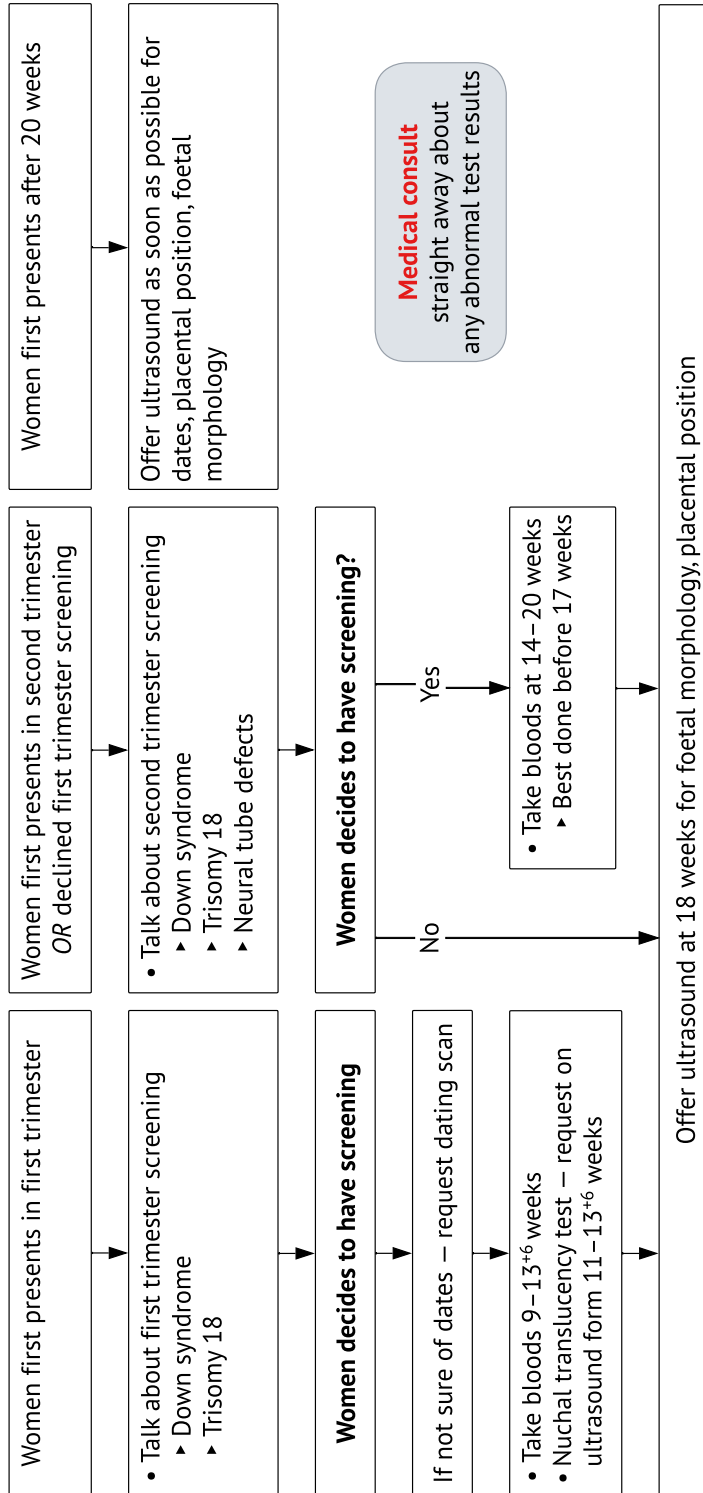 Women first presents in first trimester
• Talk about first trimester screening
▸ Down syndrome
▸ Trisomy 18
Women decides to have screening
If not sure of dates — request dating scan
• Take bloods 9–13⁺⁶ weeks
• Nuchal translucency test — request on
ultrasound form 11–13⁺⁶ weeks
Women first presents in second trimester
OR declined first trimester screening
• Talk about second trimester screening
▸ Down syndrome
▸ Trisomy 18
▸ Neural tube defects
Women decides to have screening?
No
Yes
• Take bloods at 14–20 weeks
▸ Best done before 17 weeks
Women first presents after 20 weeks
Offer ultrasound as soon as possible for
dates, placental position, foetal
morphology
Medical consult
straight away about
any abnormal test results
Offer ultrasound at 18 weeks for foetal morphology, placental position